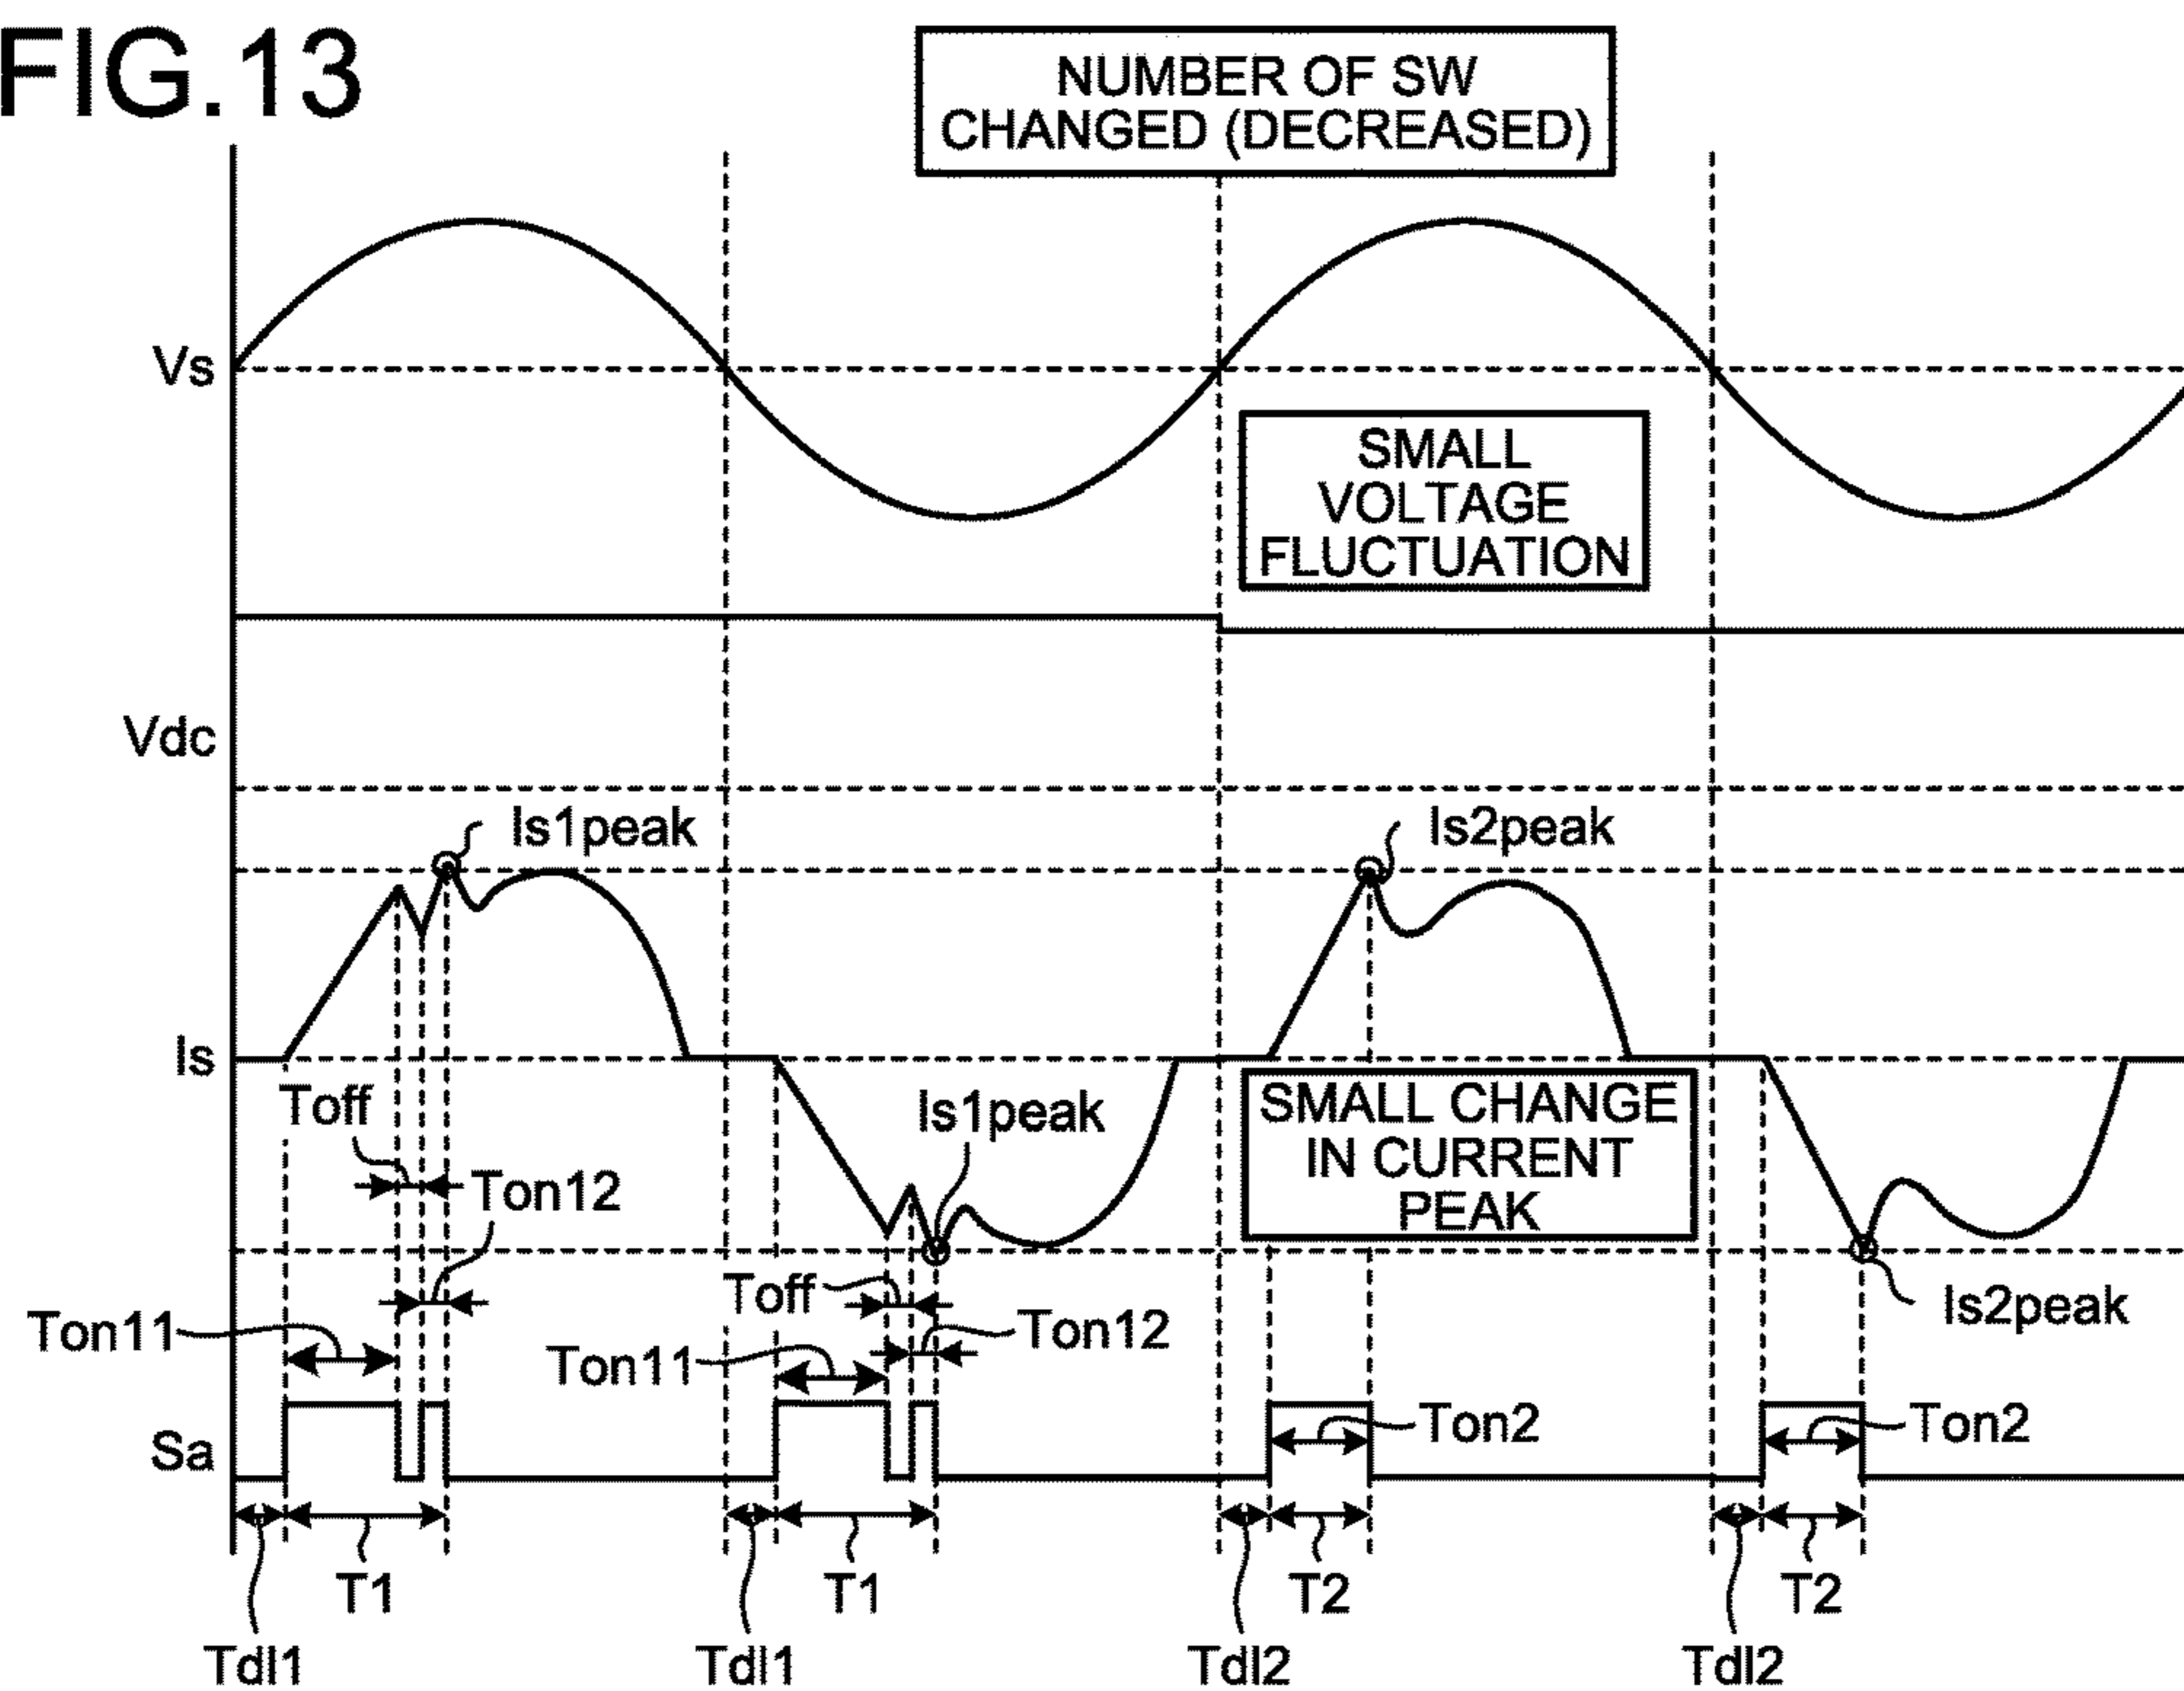 FIG.13
NUMBER OF SW
CHANGED (DECREASED)
Vs
SMALL
VOLTAGE
FLUCTUATION
Vdc
Is1peak
Is2peak
Is
Toff
Ton12
Is1peak
SMALL CHANGE
IN CURRENT
PEAK
Ton11
Toff
Ton12
Ton11
Is2peak
Sa
Ton2
Ton2
T1
T1
T2
T2
Tdl1
Tdl1
Tdl2
Tdl2